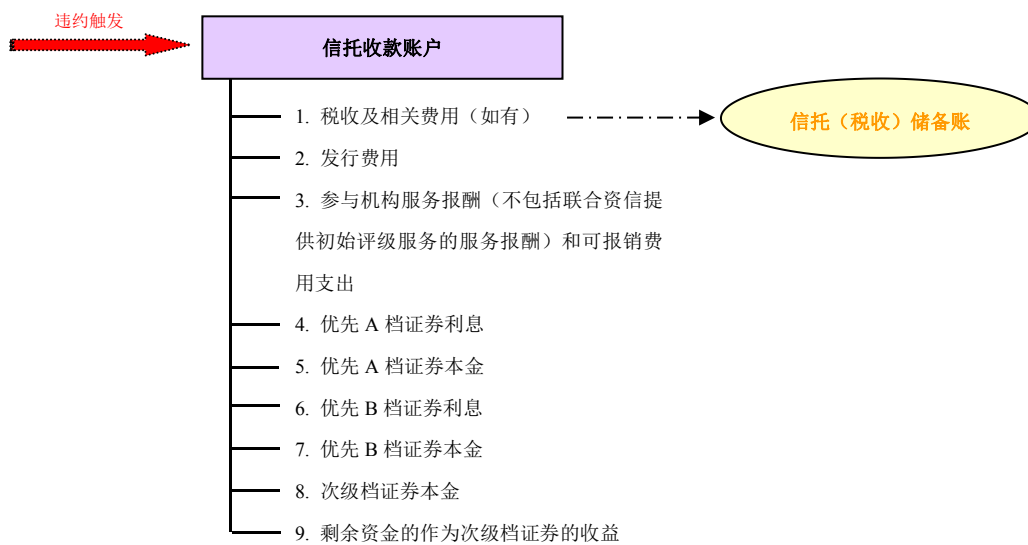 违约触发
信托收款账户
1. 税收及相关费用（如有）
信托（税收）储备账
2. 发行费用
3. 参与机构服务报酬（不包括联合资信提
供初始评级服务的服务报酬）和可报销费
用支出
4. 优先 A 档证券利息
5. 优先 A 档证券本金
6. 优先 B 档证券利息
7. 优先 B 档证券本金
8. 次级档证券本金
9. 剩余资金的作为次级档证券的收益